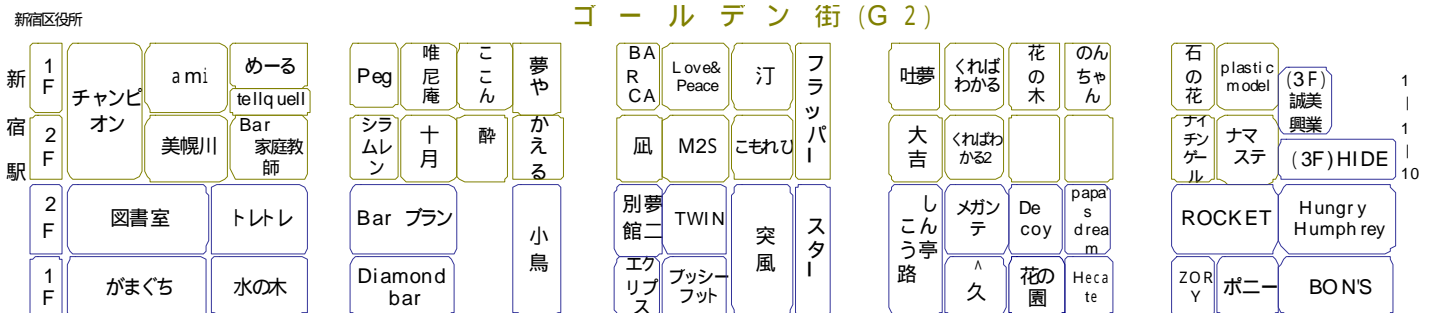 新宿区役所
ゴールデン街(G2)
新宿駅
1F
チャンピオン
ami
めーる
tellquell
2F
美幌川
Bar 家庭教師
Peg
唯尼庵
ここん
夢や
シラムレン
十月
酔
かえる
BARCA
Love&Peace
汀
フラッパー
凪
M2S
こもれび
吐夢
くればわかる
花の木
のんちゃん
大吉
くればわかる2
石の花
plastic model
(3F)誠美興業
ナイチンゲール
ナマステ
(3F)HIDE
1ー1ー10
2F
図書室
トレトレ
1F
がまぐち
水の木
Bar プラン
Diamond bar
小鳥
別館夢二
TWIN
突風
スター
エクリプス
プッシーフット
しん亭こう路
メガンテ
Decoy
papa's dream
^久
花の園
Hecate
ROCKET
Hungry Humphrey
ZORY
ポニー
BON'S